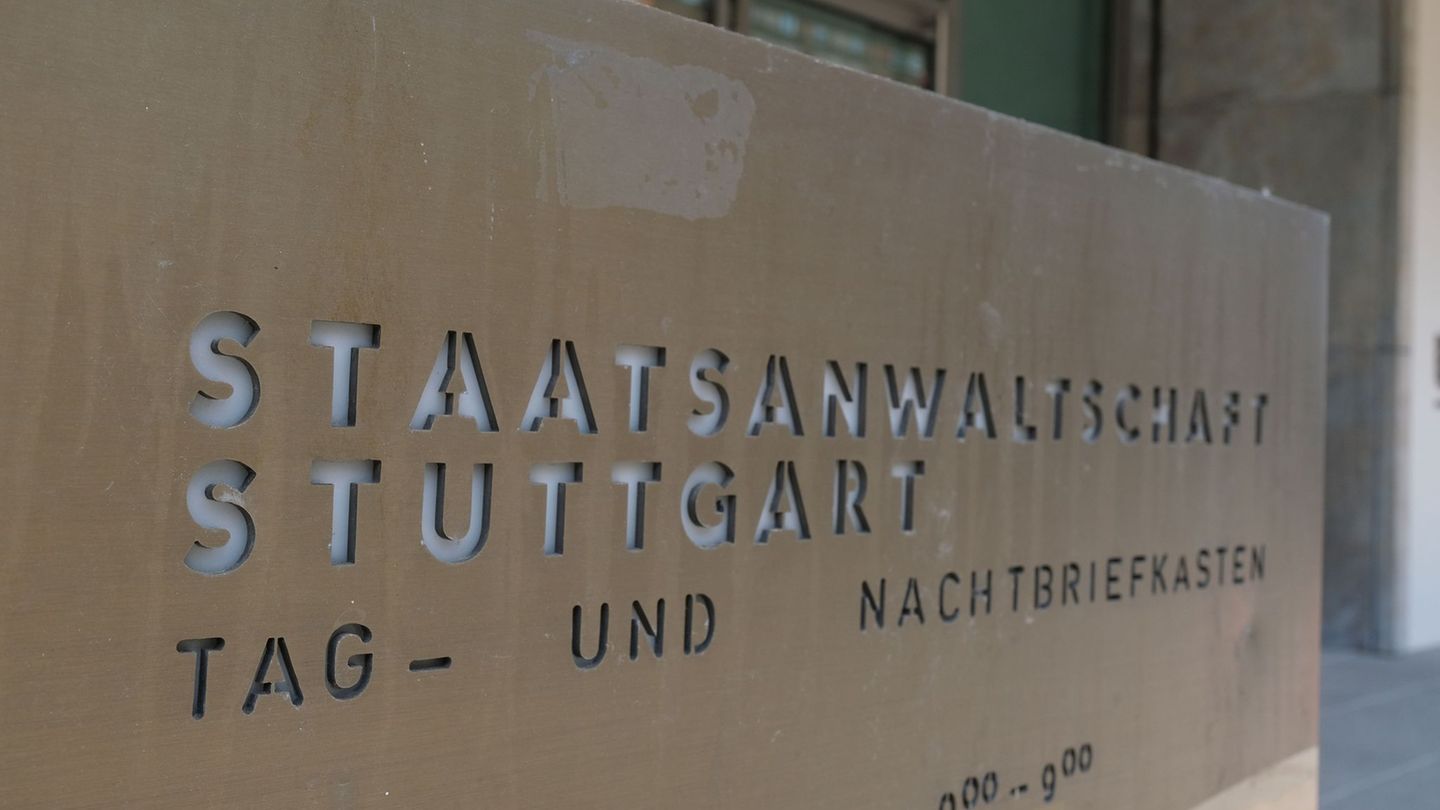 STAATSANWALTSCHAFT
STUTTGART
TAG- UND NACHTBRIEFKASTEN